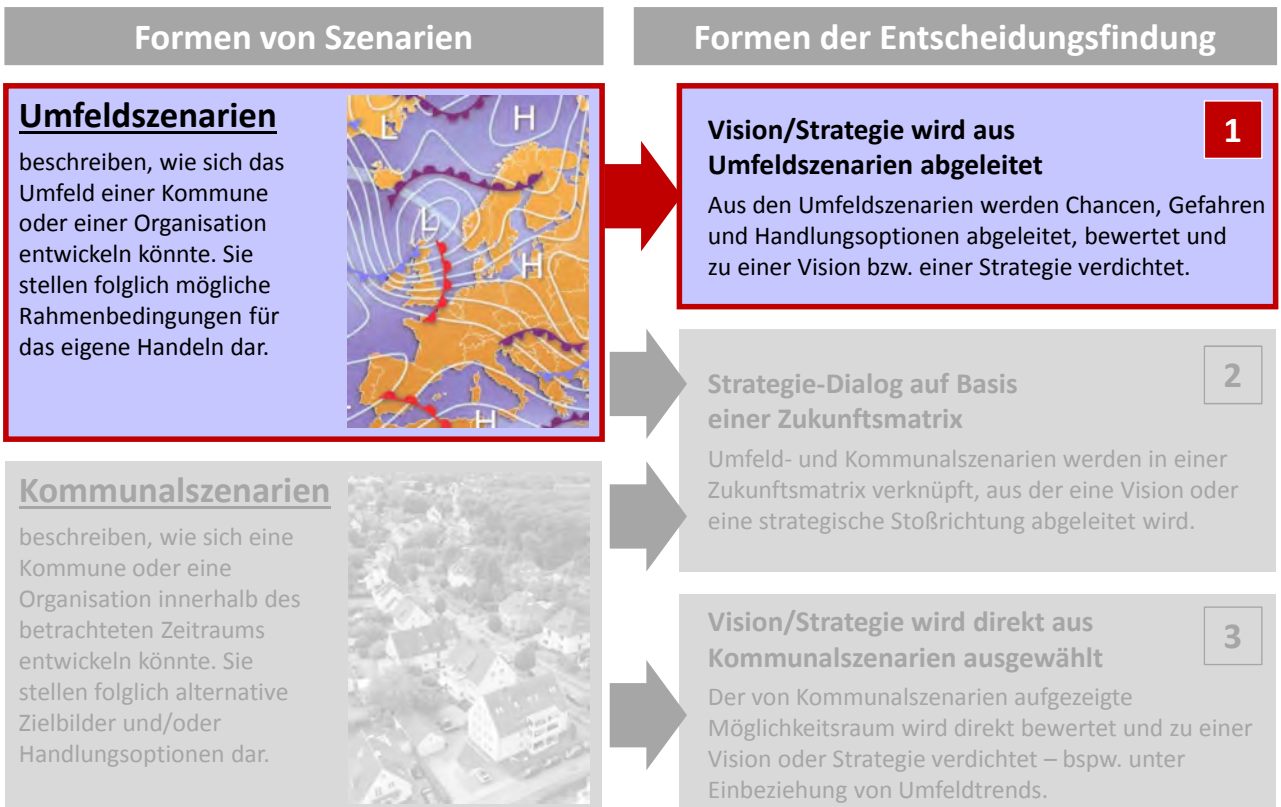 Formen von Szenarien
Umfeldszenarien
beschreiben, wie sich das
Umfeld einer Kommune
oder einer Organisation
entwickeln könnte. Sie
stellen folglich mögliche
Rahmenbedingungen für
das eigene Handeln dar.
L
H
L
H
H
H
Kommunalszenarien
beschreiben, wie sich eine
Kommune oder eine
Organisation innerhalb des
betrachteten Zeitraums
entwickeln könnte. Sie
stellen folglich alternative
Zielbilder und/oder
Handlungsoptionen dar.
Formen der Entscheidungsfindung
Vision/Strategie wird aus
Umfeldszenarien abgeleitet
1
Aus den Umfeldszenarien werden Chancen, Gefahren
und Handlungsoptionen abgeleitet, bewertet und
zu einer Vision bzw. einer Strategie verdichtet.
Strategie-Dialog auf Basis
einer Zukunftsmatrix
2
Umfeld- und Kommunalszenarien werden in einer
Zukunftsmatrix verknüpft, aus der eine Vision oder
eine strategische Stoßrichtung abgeleitet wird.
Vision/Strategie wird direkt aus
Kommunalszenarien ausgewählt
3
Der von Kommunalszenarien aufgezeigte
Möglichkeitsraum wird direkt bewertet und zu einer
Vision oder Strategie verdichtet – bspw. unter
Einbeziehung von Umfeldtrends.